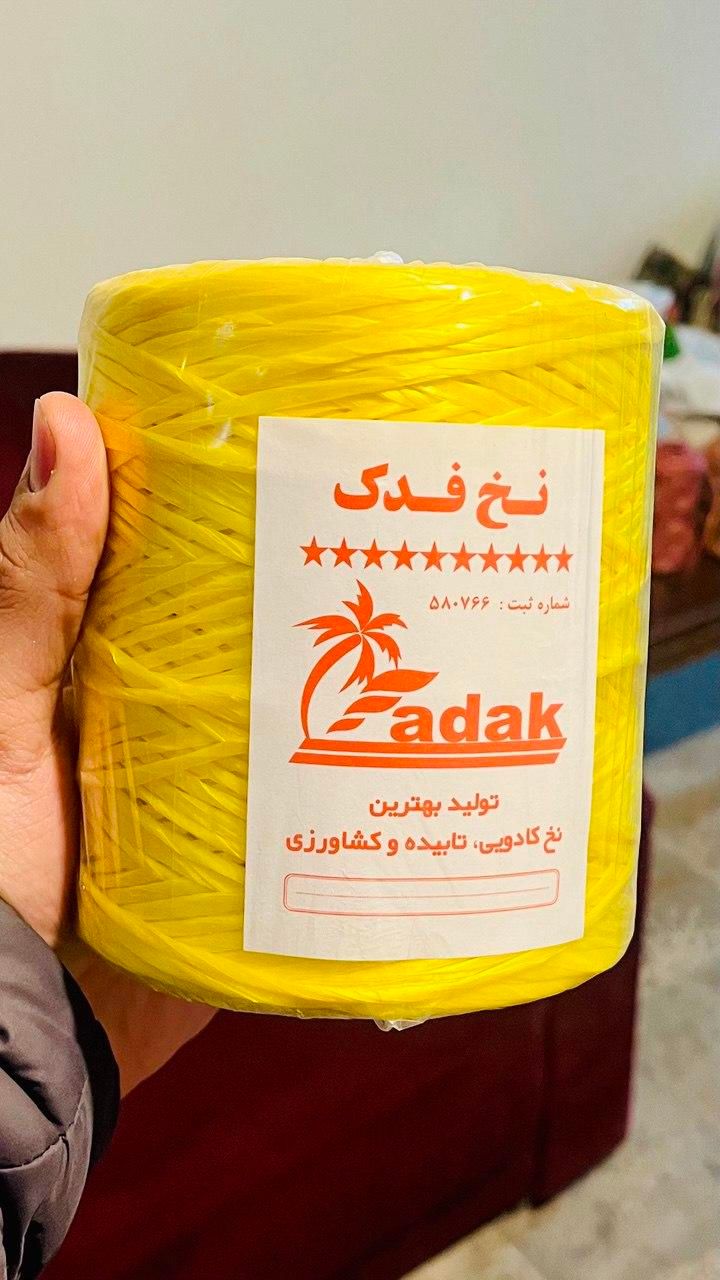 نخ فدک
شماره ثبت : ۵۸۰۷۶۶
Fadak
تولید بهترین
نخ کادویی، تابیده و کشاورزی